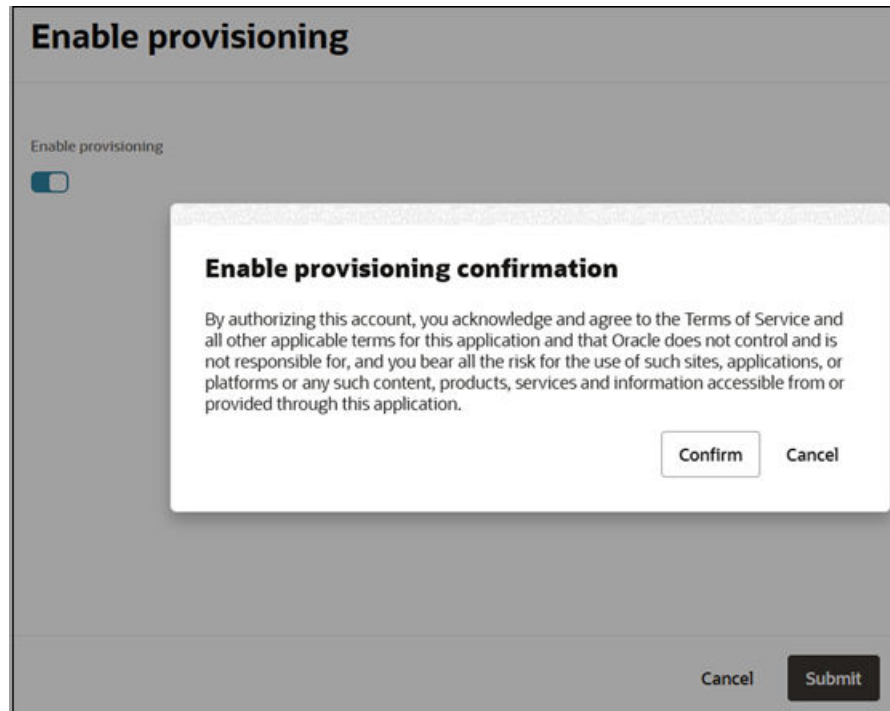 Enable provisioning
Enable provisioning
Enable provisioning confirmation
By authorizing this account, you acknowledge and agree to the Terms of Service and
all other applicable terms for this application and that Oracle does not control and is
not responsible for, and you bear all the risk for the use of such sites, applications, or
platforms or any such content, products, services and information accessible from or
provided through this application.
Confirm Cancel
Cancel Submit